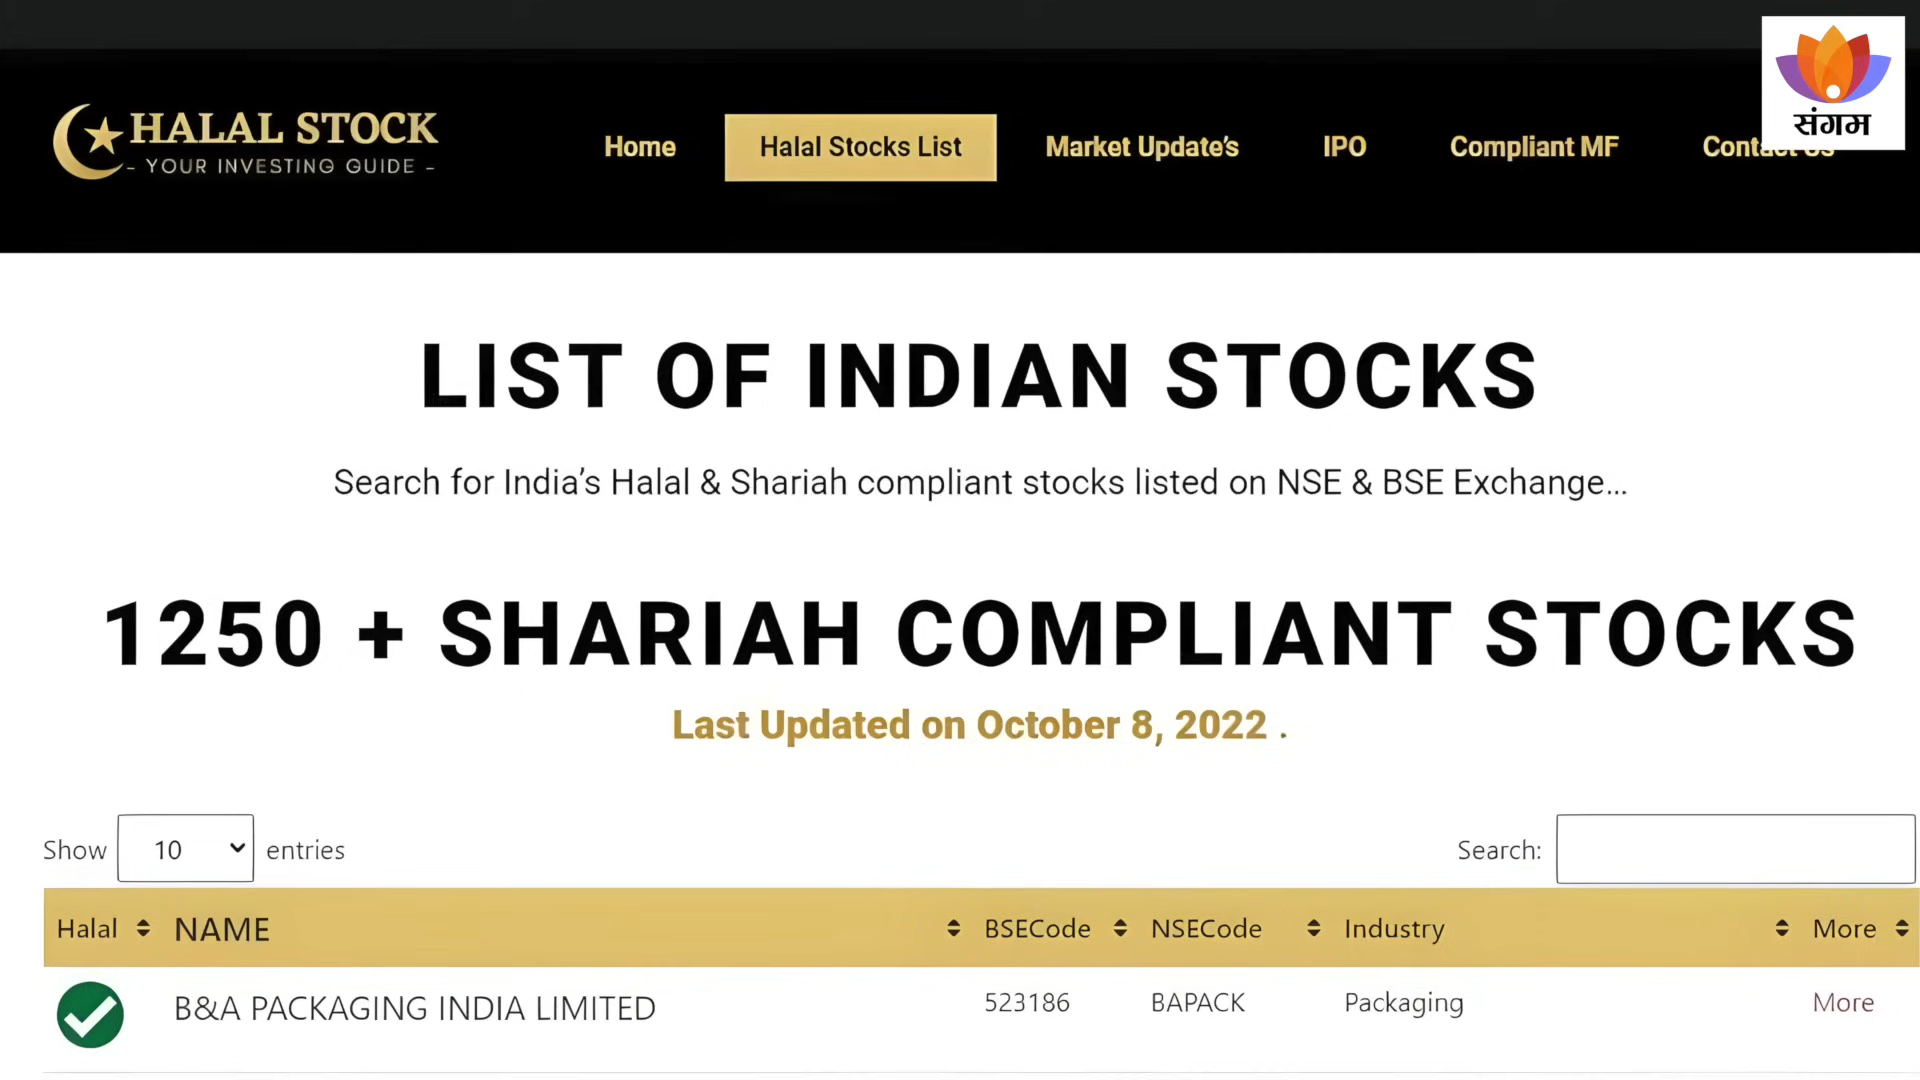 HALAL STOCK
- YOUR INVESTING GUIDE -
Home
Halal Stocks List
Market Update’s
IPO
Compliant MF
Contact Us
संगम
LIST OF INDIAN STOCKS
Search for India’s Halal & Shariah compliant stocks listed on NSE & BSE Exchange...
1250 + SHARIAH COMPLIANT STOCKS
Last Updated on October 8, 2022 .
Show 10 entries
Search:
Halal NAME BSECode NSECode Industry More
B&A PACKAGING INDIA LIMITED 523186 BAPACK Packaging More